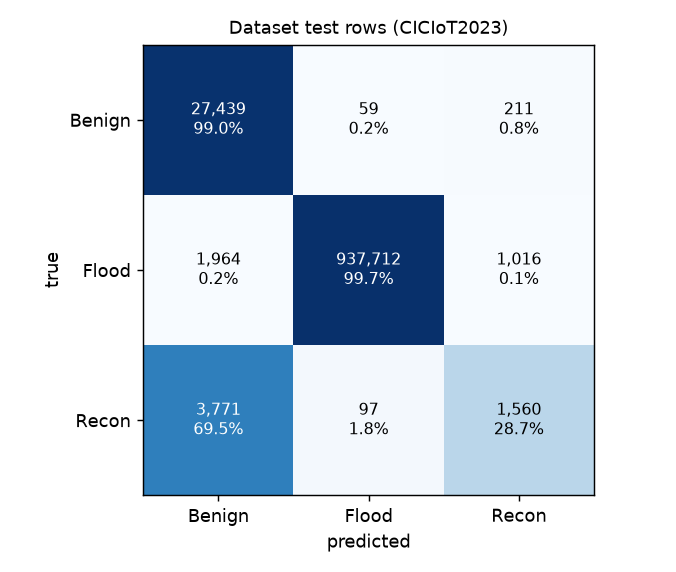 Dataset test rows (CICIoT2023)
Benign
27,439
99.0%
59
0.2%
211
0.8%
true
Flood
1,964
0.2%
937,712
99.7%
1,016
0.1%
Recon
3,771
69.5%
97
1.8%
1,560
28.7%
Benign
Flood
Recon
predicted